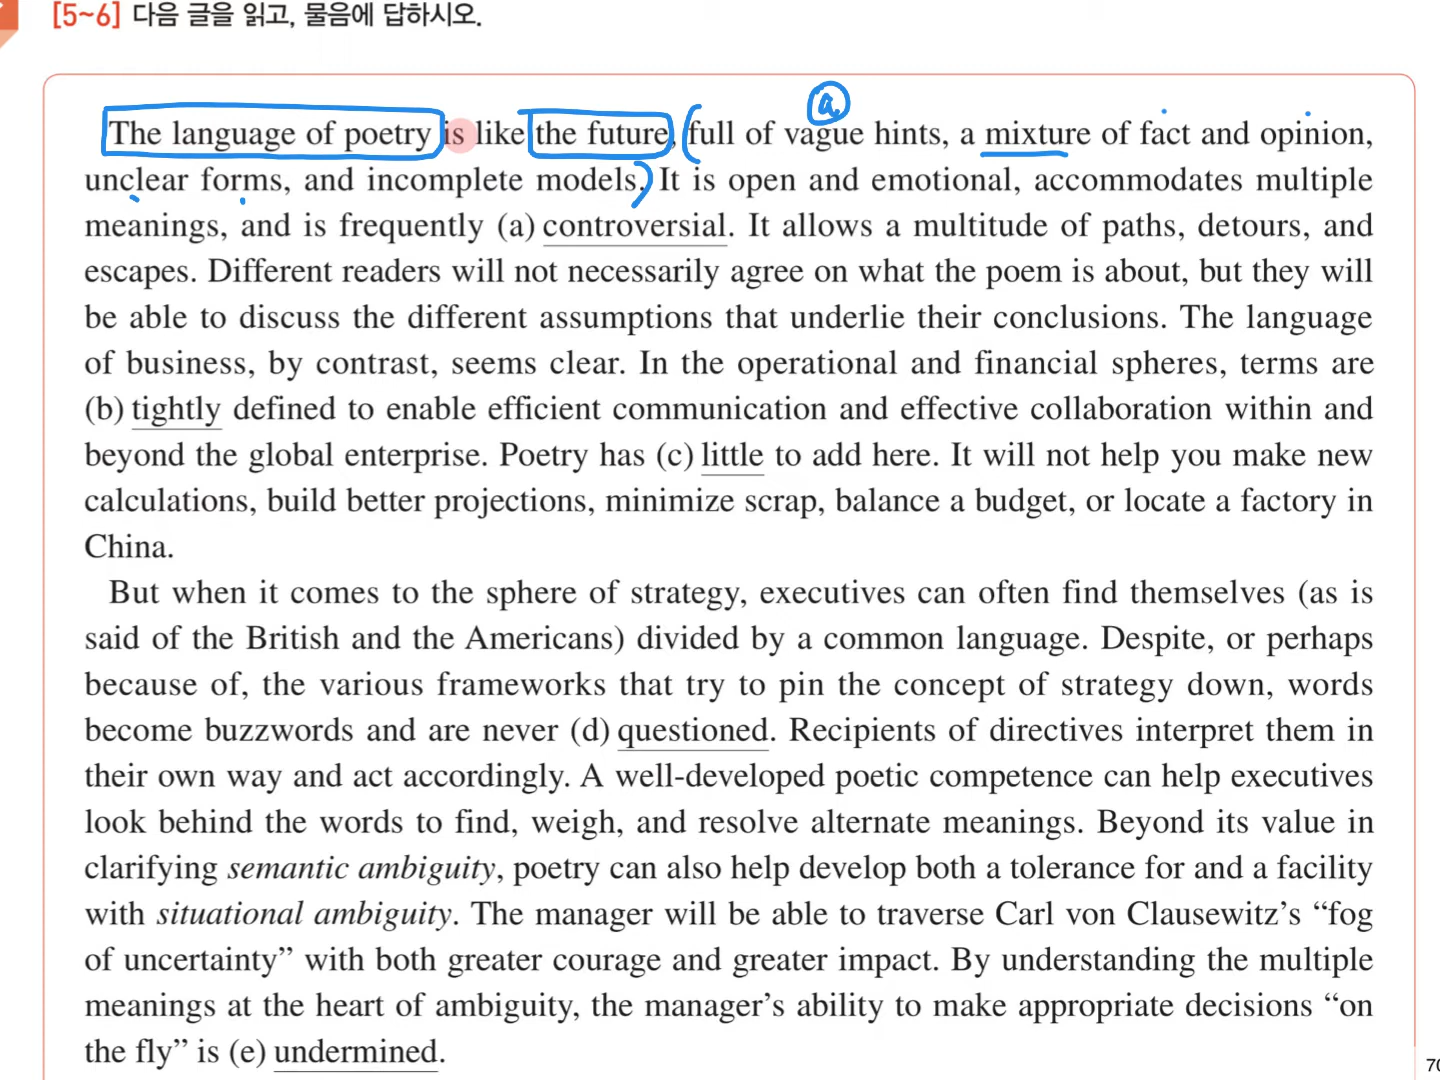 [5~6] 다음 글을 읽고, 물음에 답하시오.
a
The language of poetry is like the future, full of vague hints, a mixture of fact and opinion,
unclear forms, and incomplete models. It is open and emotional, accommodates multiple
meanings, and is frequently (a) controversial. It allows a multitude of paths, detours, and
escapes. Different readers will not necessarily agree on what the poem is about, but they will
be able to discuss the different assumptions that underlie their conclusions. The language
of business, by contrast, seems clear. In the operational and financial spheres, terms are
(b) tightly defined to enable efficient communication and effective collaboration within and
beyond the global enterprise. Poetry has (c) little to add here. It will not help you make new
calculations, build better projections, minimize scrap, balance a budget, or locate a factory in
China.
But when it comes to the sphere of strategy, executives can often find themselves (as is
said of the British and the Americans) divided by a common language. Despite, or perhaps
because of, the various frameworks that try to pin the concept of strategy down, words
become buzzwords and are never (d) questioned. Recipients of directives interpret them in
their own way and act accordingly. A well-developed poetic competence can help executives
look behind the words to find, weigh, and resolve alternate meanings. Beyond its value in
clarifying semantic ambiguity, poetry can also help develop both a tolerance for and a facility
with situational ambiguity. The manager will be able to traverse Carl von Clausewitz's “fog
of uncertainty” with both greater courage and greater impact. By understanding the multiple
meanings at the heart of ambiguity, the manager's ability to make appropriate decisions “on
the fly” is (e) undermined.